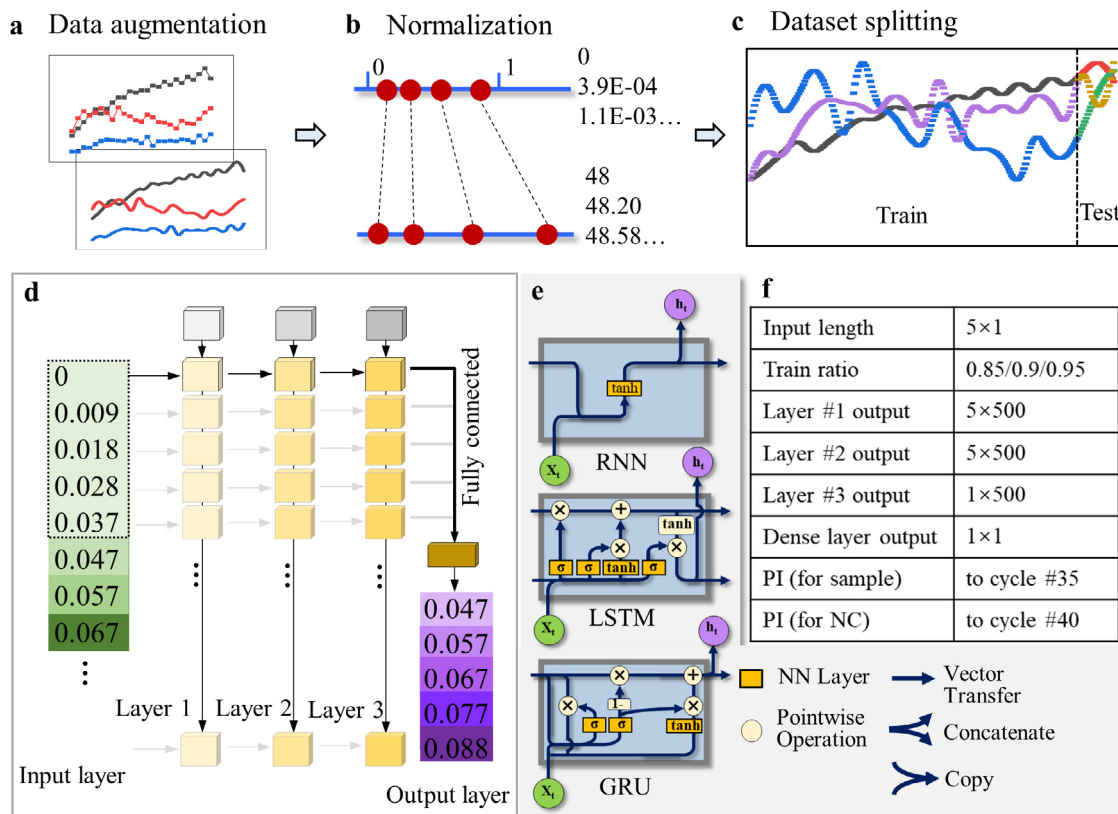 a Data augmentation
b Normalization
0 1
0
3.9E-04
1.1E-03...
48
48.20
48.58...
c Dataset splitting
Train
Test
d
0
0.009
0.018
0.028
0.037
0.047
0.057
0.067
...
Input layer
Layer 1
Layer 2
Layer 3
...
...
...
Fully connected
0.047
0.057
0.067
0.077
0.088
Output layer
e
hₜ
tanh
Xₜ
RNN
hₜ
× +
tanh
× ×
σ σ tanh σ
Xₜ
LSTM
hₜ
× +
1-
× ×
σ σ tanh
Xₜ
GRU
f
Input length 5×1
Train ratio 0.85/0.9/0.95
Layer #1 output 5×500
Layer #2 output 5×500
Layer #3 output 1×500
Dense layer output 1×1
PI (for sample) to cycle #35
PI (for NC) to cycle #40
NN Layer
× Pointwise
Operation
Vector
Transfer
Concatenate
Copy